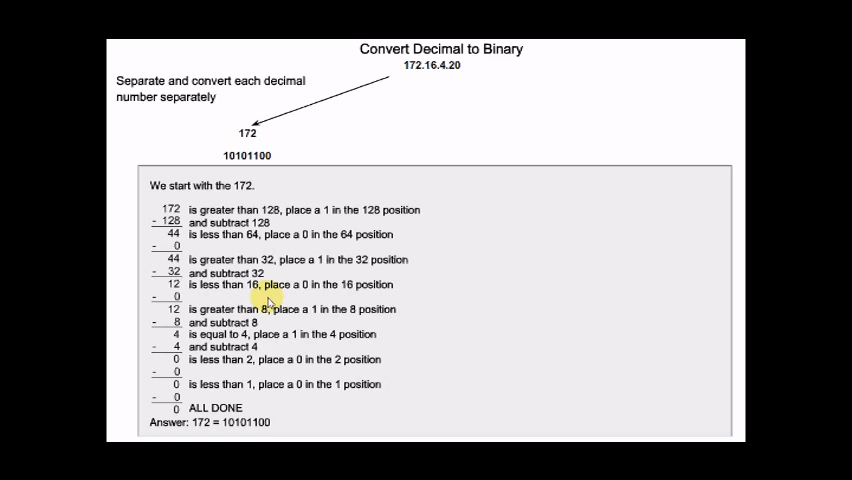 Convert Decimal to Binary
172.16.4.20
Separate and convert each decimal
number separately
172
10101100
We start with the 172.
172 is greater than 128, place a 1 in the 128 position
- 128 and subtract 128
44 is less than 64, place a 0 in the 64 position
- 0
44 is greater than 32, place a 1 in the 32 position
- 32 and subtract 32
12 is less than 16, place a 0 in the 16 position
- 0
12 is greater than 8, place a 1 in the 8 position
- 8 and subtract 8
4 is equal to 4, place a 1 in the 4 position
- 4 and subtract 4
0 is less than 2, place a 0 in the 2 position
- 0
0 is less than 1, place a 0 in the 1 position
- 0
0 ALL DONE
Answer: 172 = 10101100